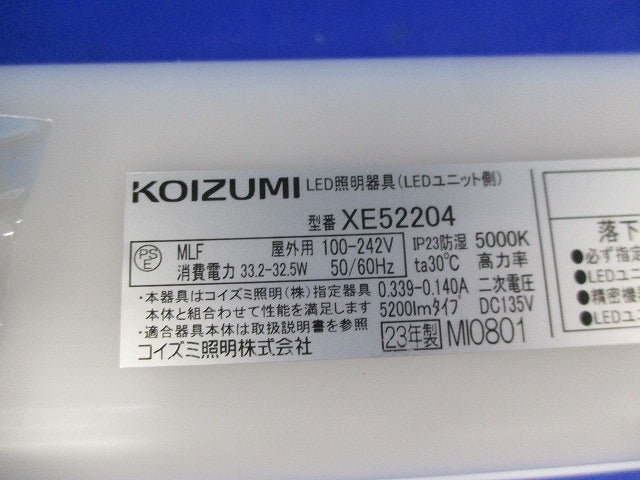 KOIZUMI LED照明器具(LEDユニット側)
型番 XE52204
PS
E
MLF 屋外用 100-242V
消費電力 33.2-32.5W 50/60Hz
IP23防湿 5000K
ta30℃ 高力率
・本器具はコイズミ照明(株)指定器具
本体と組合わせて性能を満足します
・適合器具本体は取扱説明書を参照
0.339-0.140A 二次電圧
5200lmタイプ DC135V
コイズミ照明株式会社
23年製 MI0801
落下
●必ず指定
●LEDユニ
●精密機
●LEDユ